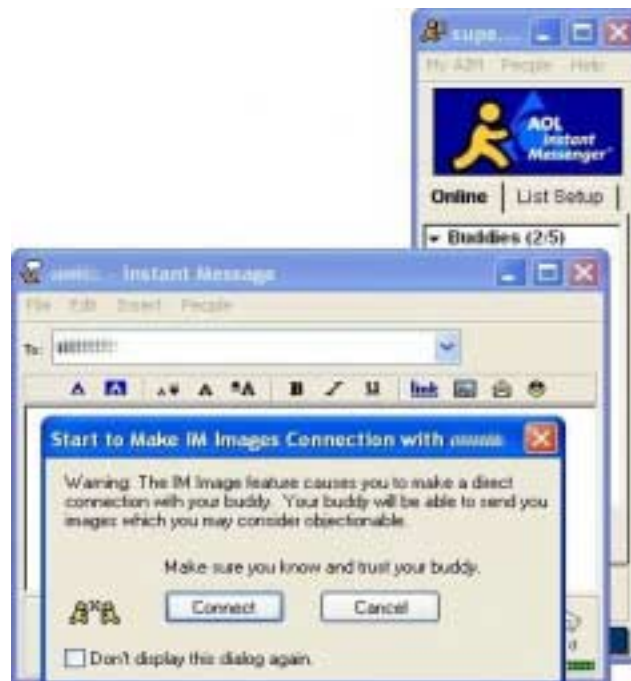 supe....
My AIM People Help
AOL
Instant
Messenger
Online List Setup
Buddies (2/5)
- Instant Message
File Edit Insert People
To:
A A A A A B I U link
Start to Make IM Images Connection with
Warning: The IM Image feature causes you to make a direct
connection with your buddy. Your buddy will be able to send you
images which you may consider objectionable.
Make sure you know and trust your buddy.
Connect Cancel
Don't display this dialog again.